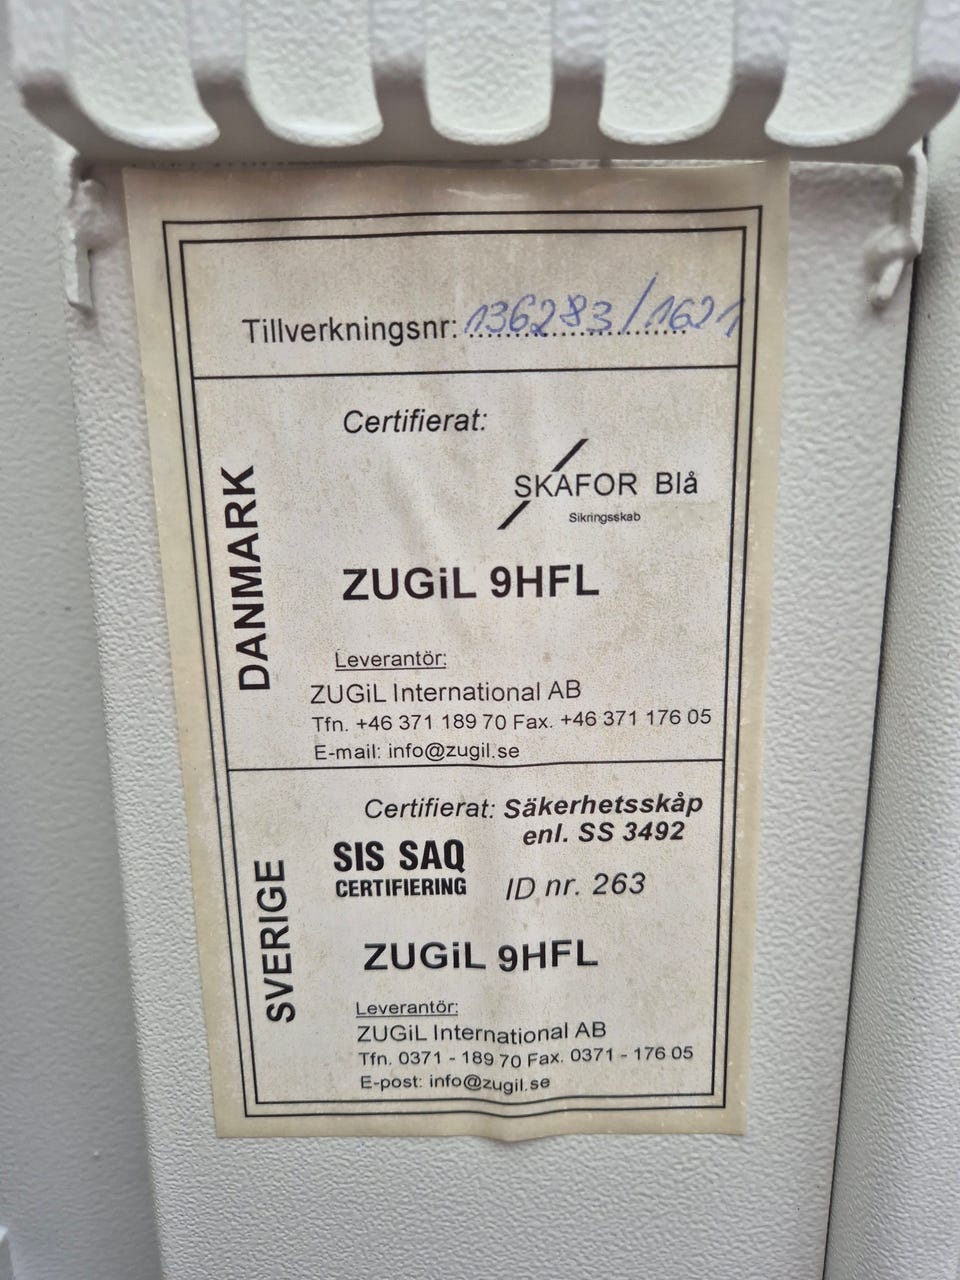 Tillverkningsnr: 136283/1621
DANMARK
Certifierat:
SKAFOR Blå
Sikringsskab
ZUGiL 9HFL
Leverantör:
ZUGiL International AB
Tfn. +46 371 189 70 Fax. +46 371 176 05
E-mail: info@zugil.se
SVERIGE
Certifierat: Säkerhetsskåp
enl. SS 3492
SIS SAQ
CERTIFIERING
ID nr. 263
ZUGiL 9HFL
Leverantör:
ZUGiL International AB
Tfn. 0371 - 189 70 Fax. 0371 - 176 05
E-post: info@zugil.se